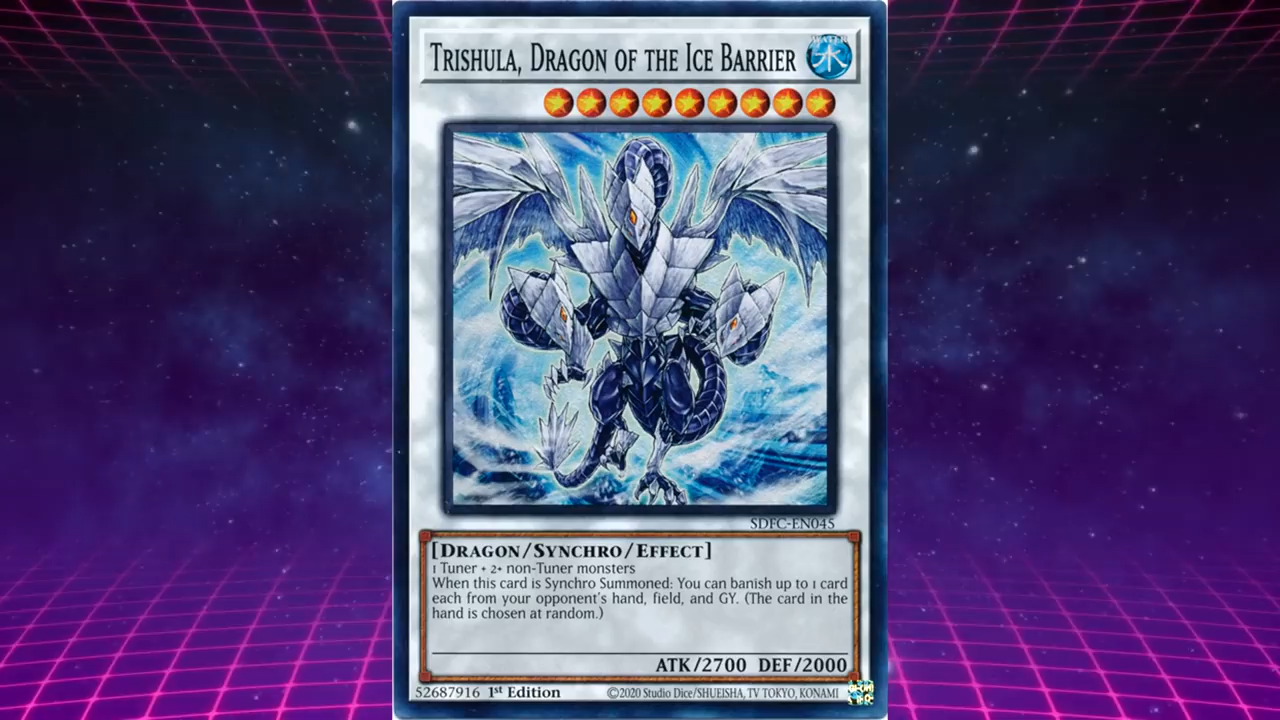 TRISHULA, DRAGON OF THE ICE BARRIER
WATER
水
SDFC-EN045
[DRAGON/SYNCHRO/EFFECT]
1 Tuner + 2+ non-Tuner monsters
When this card is Synchro Summoned: You can banish up to 1 card
each from your opponent's hand, field, and GY. (The card in the
hand is chosen at random.)
ATK/2700 DEF/2000
52687916 1st Edition ©2020 Studio Dice/SHUEISHA, TV TOKYO, KONAMI